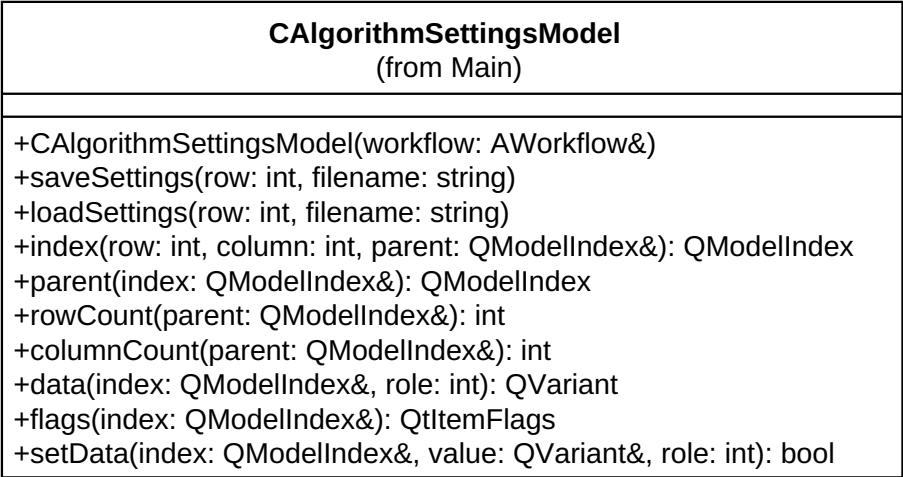 CAlgorithmSettingsModel
(from Main)
+CAlgorithmSettingsModel(workflow: AWorkflow&)
+saveSettings(row: int, filename: string)
+loadSettings(row: int, filename: string)
+index(row: int, column: int, parent: QModelIndex&): QModelIndex
+parent(index: QModelIndex&): QModelIndex
+rowCount(parent: QModelIndex&): int
+columnCount(parent: QModelIndex&): int
+data(index: QModelIndex&, role: int): QVariant
+flags(index: QModelIndex&): QtItemFlags
+setData(index: QModelIndex&, value: QVariant&, role: int): bool